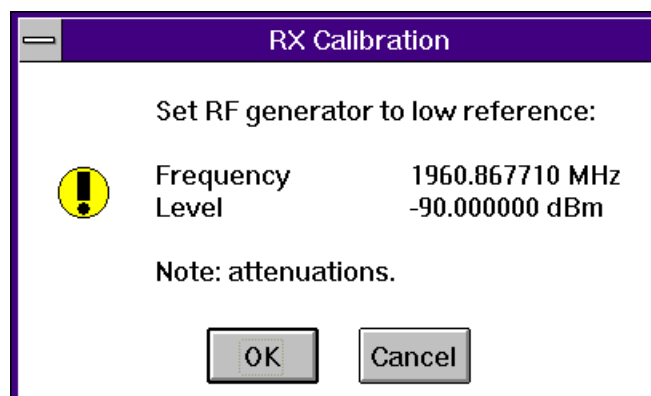 RX Calibration
Set RF generator to low reference:
Frequency 1960.867710 MHz
Level -90.000000 dBm
Note: attenuations.
OK Cancel